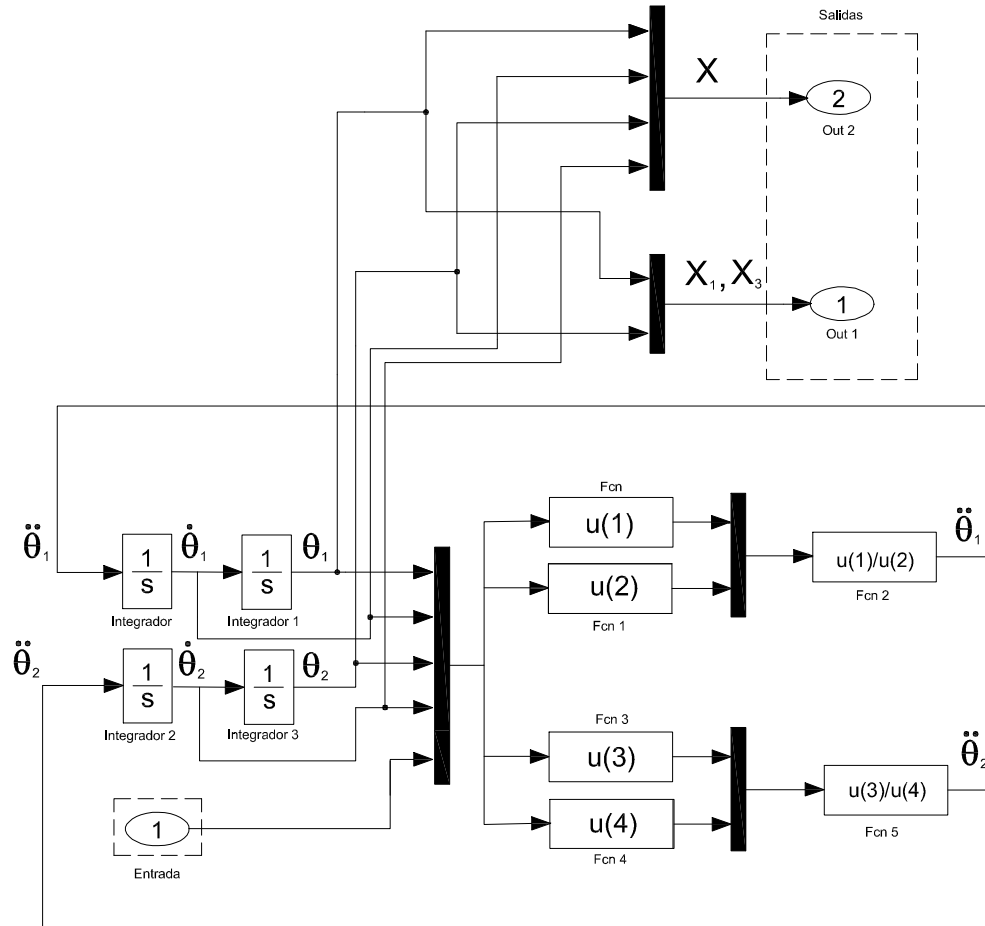 Salidas
X
2
Out 2
X₁, X₃
1
Out 1
Fcn
u(1)
u(2)
Fcn 1
u(1)/u(2)
Fcn 2
θ̈₁
θ̈₁
1/s
Integrador
θ̇₁
1/s
Integrador 1
θ₁
θ̈₂
1/s
Integrador 2
θ̇₂
1/s
Integrador 3
θ₂
Fcn 3
u(3)
u(4)
Fcn 4
u(3)/u(4)
Fcn 5
θ̈₂
1
Entrada